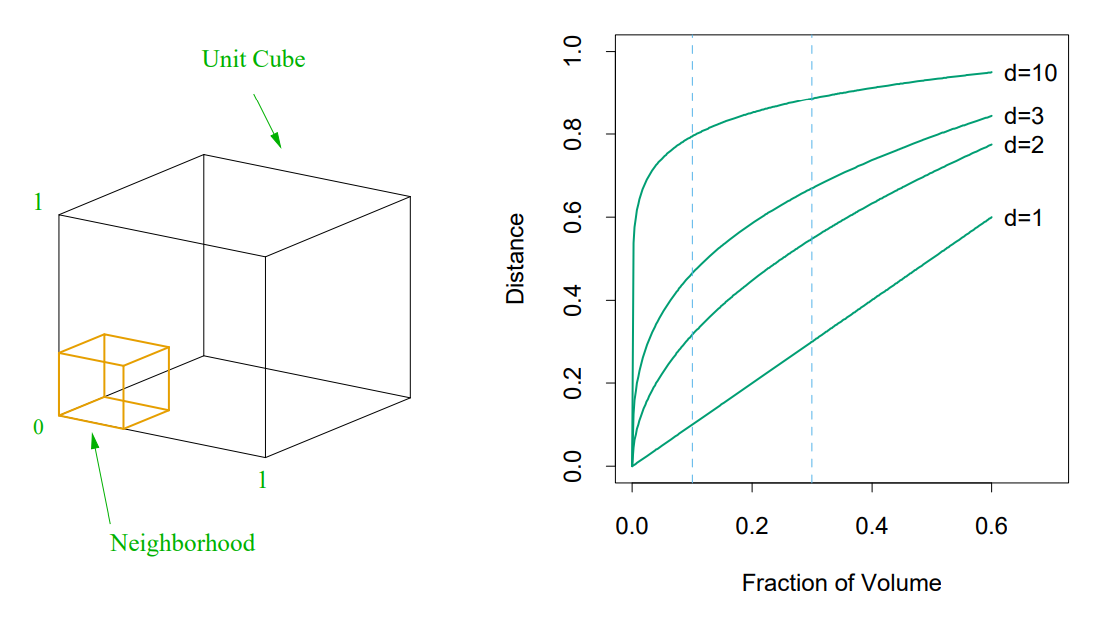 Unit Cube
1
0
1
Neighborhood
1.0
0.8
0.6
0.4
0.2
0.0
Distance
d=10
d=3
d=2
d=1
0.0 0.2 0.4 0.6
Fraction of Volume